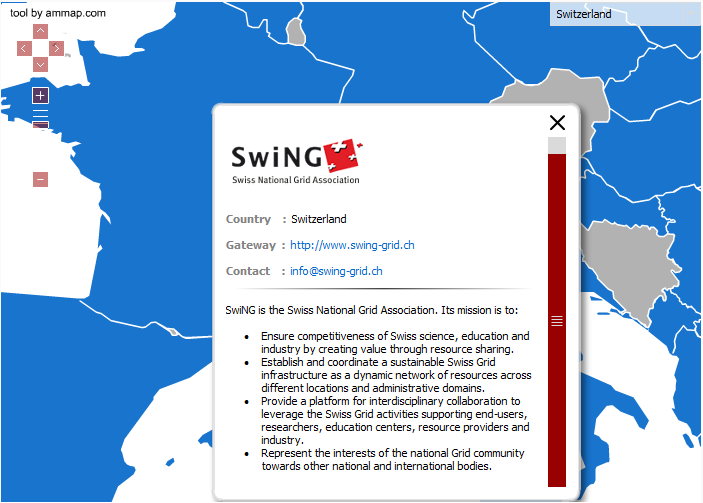 tool by ammap.com
Switzerland
SwiNG
Swiss National Grid Association
Country : Switzerland
Gateway : http://www.swing-grid.ch
Contact : info@swing-grid.ch
SwiNG is the Swiss National Grid Association. Its mission is to:
• Ensure competitiveness of Swiss science, education and
industry by creating value through resource sharing.
• Establish and coordinate a sustainable Swiss Grid
infrastructure as a dynamic network of resources across
different locations and administrative domains.
• Provide a platform for interdisciplinary collaboration to
leverage the Swiss Grid activities supporting end-users,
researchers, education centers, resource providers and
industry.
• Represent the interests of the national Grid community
towards other national and international bodies.